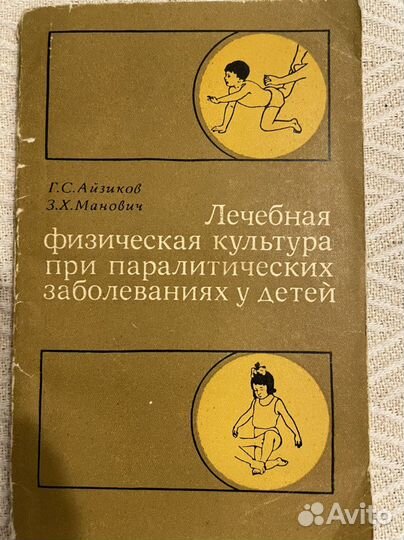 Г.С.Айзиков
З.Х.Манович
Лечебная
физическая культура
при паралитических
заболеваниях у детей
Avito